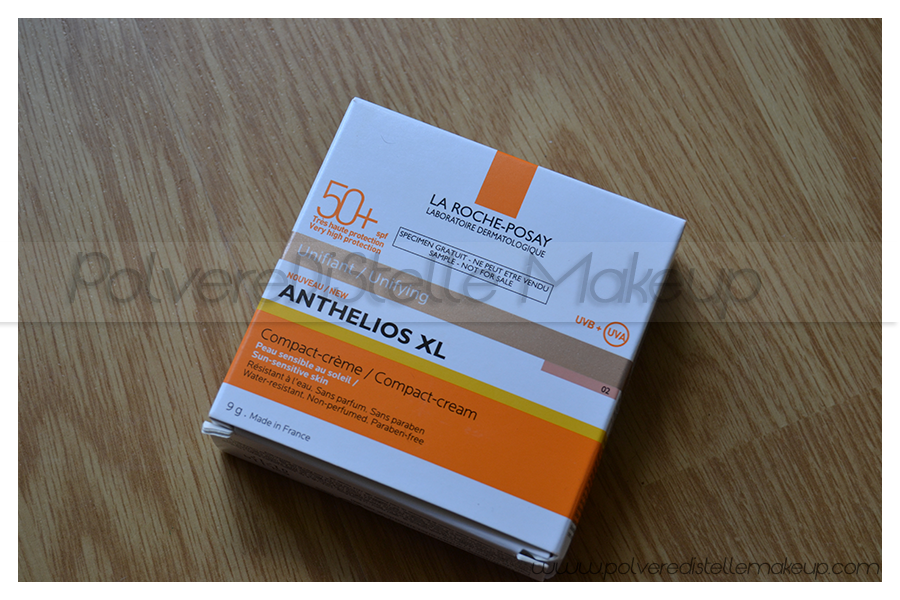 LA ROCHE-POSAY
LABORATOIRE DERMATOLOGIQUE
50+ spf
Très haute protection
Very high protection
SPECIMEN GRATUIT - NE PEUT ETRE VENDU
SAMPLE - NOT FOR SALE
Unifiant / Unifying
UVB + UVA
NOUVEAU / NEW
ANTHELIOS XL
02
Compact-crème / Compact-cream
Peau sensible au soleil /
Sun-sensitive skin
Résistant à l'eau, Sans parfum, Sans paraben
Water-resistant, Non-perfumed, Paraben-free
9 g . Made in France
Polvere di Stelle Makeup
www.polveredistellemakeup.com